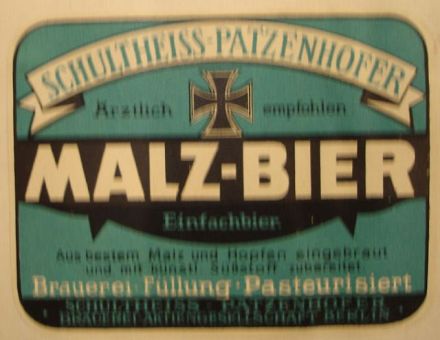 SCHULTHEISS-PATZENHOFER
Ärztlich empfohlen
MALZ-BIER
Einfachbier
Aus bestem Malz und Hopfen eingebraut
und mit künstl Süßstoff zubereitet
Brauerei-Füllung · Pasteurisiert
SCHULTHEISS-PATZENHOFER
BRAUEREI-AKTIENGESELLSCHAFT BERLIN